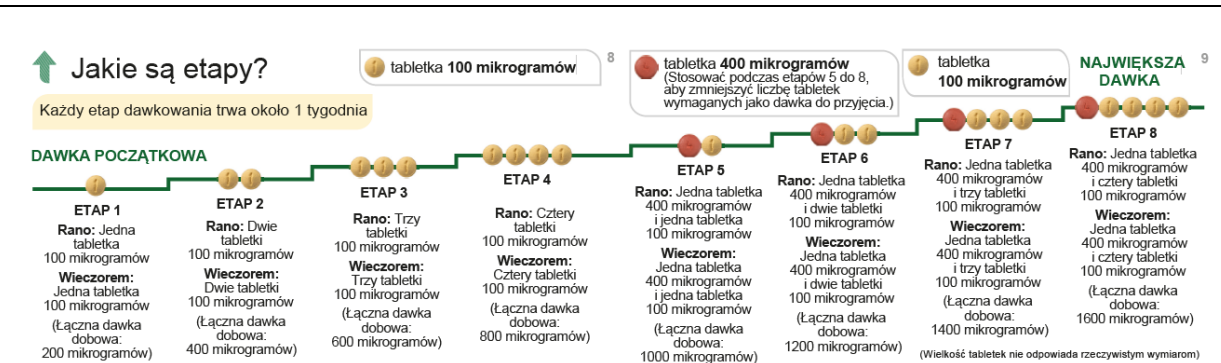 Jakie są etapy?
Każdy etap dawkowania trwa około 1 tygodnia
tabletka 100 mikrogramów
8
tabletka 400 mikrogramów
(Stosować podczas etapów 5 do 8,
aby zmniejszyć liczbę tabletek
wymaganych jako dawka do przyjęcia.)
tabletka
100 mikrogramów
NAJWIĘKSZA
DAWKA
9
DAWKA POCZĄTKOWA
ETAP 1
Rano: Jedna
tabletka
100 mikrogramów
Wieczorem:
Jedna tabletka
100 mikrogramów
(Łączna dawka
dobowa:
200 mikrogramów)
ETAP 2
Rano: Dwie
tabletki
100 mikrogramów
Wieczorem:
Dwie tabletki
100 mikrogramów
(Łączna dawka
dobowa:
400 mikrogramów)
ETAP 3
Rano: Trzy
tabletki
100 mikrogramów
Wieczorem:
Trzy tabletki
100 mikrogramów
(Łączna dawka
dobowa:
600 mikrogramów)
ETAP 4
Rano: Cztery
tabletki
100 mikrogramów
Wieczorem:
Cztery tabletki
100 mikrogramów
(Łączna dawka
dobowa:
800 mikrogramów)
ETAP 5
Rano: Jedna tabletka
400 mikrogramów
i jedna tabletka
100 mikrogramów
Wieczorem:
Jedna tabletka
400 mikrogramów
i jedna tabletka
100 mikrogramów
(Łączna dawka
dobowa:
1000 mikrogramów)
ETAP 6
Rano: Jedna tabletka
400 mikrogramów
i dwie tabletki
100 mikrogramów
Wieczorem:
Jedna tabletka
400 mikrogramów
i dwie tabletki
100 mikrogramów
(Łączna dawka
dobowa:
1200 mikrogramów)
ETAP 7
Rano: Jedna tabletka
400 mikrogramów
i trzy tabletki
100 mikrogramów
Wieczorem:
Jedna tabletka
400 mikrogramów
i trzy tabletki
100 mikrogramów
(Łączna dawka
dobowa:
1400 mikrogramów)
ETAP 8
Rano: Jedna tabletka
400 mikrogramów
i cztery tabletki
100 mikrogramów
Wieczorem:
Jedna tabletka
400 mikrogramów
i cztery tabletki
100 mikrogramów
(Łączna dawka
dobowa:
1600 mikrogramów)
(Wielkość tabletek nie odpowiada rzeczywistym wymiarom)